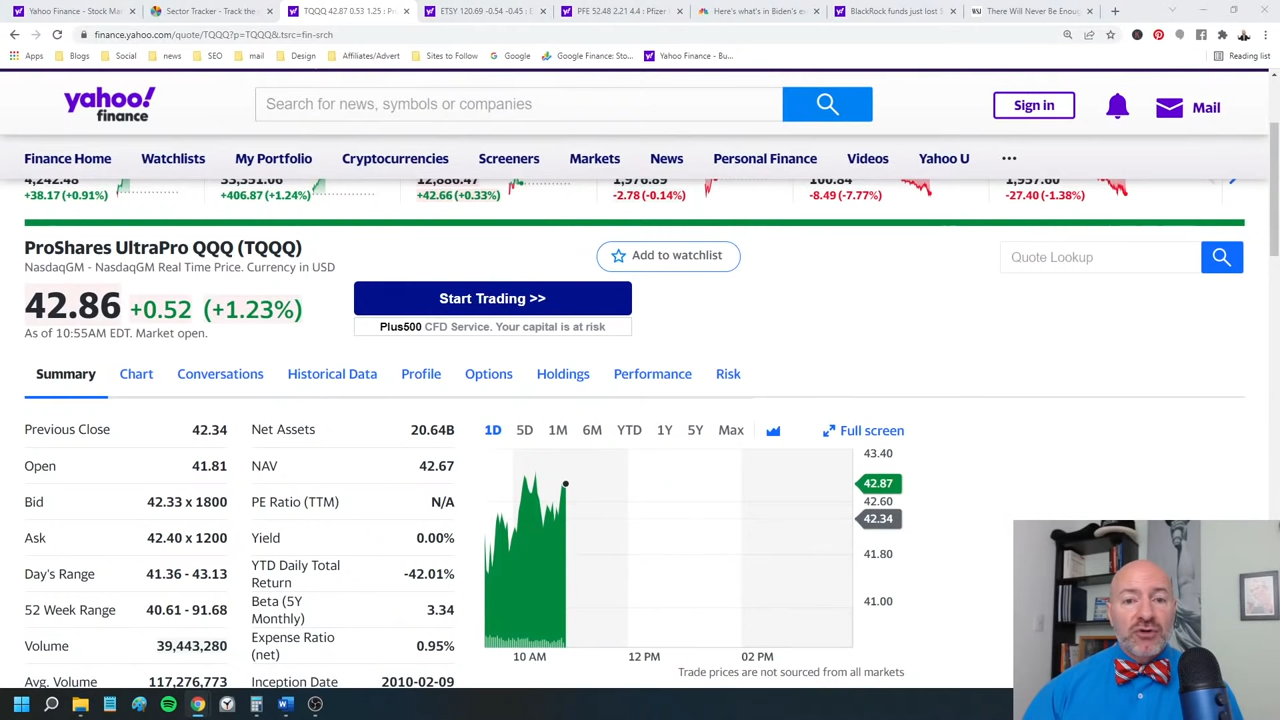 Yahoo Finance - Stock Ma
Sector Tracker - Track the
TQQQ 42.87 0.53 1.25 : Pr
ETSY 120.69 -0.54 -0.45 : E
PFE 52.48 2.21 4.4 : Pfizer
Here's what's in Biden's e
BlackRock funds just lost
WSJ There Will Never Be Enou
finance.yahoo.com/quote/TQQQ?p=TQQQ&.tsrc=fin-srch
Apps Blogs Social news SEO mail Design Affiliates/Advert Sites to Follow Google Google Finance: Sto... Yahoo Finance - Bu... Reading list
yahoo!
finance
Search for news, symbols or companies
Sign in
Mail
Finance Home Watchlists My Portfolio Cryptocurrencies Screeners Markets News Personal Finance Videos Yahoo U ...
4,242.48 33,351.06 12,886.47 1,976.89 100.84 1,957.60
+38.17 (+0.91%) +406.87 (+1.24%) +42.66 (+0.33%) -2.78 (-0.14%) -8.49 (-7.77%) -27.40 (-1.38%)
ProShares UltraPro QQQ (TQQQ)
NasdaqGM - NasdaqGM Real Time Price. Currency in USD
Add to watchlist
Quote Lookup
42.86 +0.52 (+1.23%)
As of 10:55AM EDT. Market open.
Start Trading >>
Plus500 CFD Service. Your capital is at risk
Summary Chart Conversations Historical Data Profile Options Holdings Performance Risk
Previous Close 42.34
Open 41.81
Bid 42.33 x 1800
Ask 42.40 x 1200
Day's Range 41.36 - 43.13
52 Week Range 40.61 - 91.68
Volume 39,443,280
Avg. Volume 117,276,773
Net Assets 20.64B
NAV 42.67
PE Ratio (TTM) N/A
Yield 0.00%
YTD Daily Total
Return -42.01%
Beta (5Y
Monthly) 3.34
Expense Ratio
(net) 0.95%
Inception Date 2010-02-09
1D 5D 1M 6M YTD 1Y 5Y Max Full screen
43.40
42.87
42.60
42.34
41.80
41.00
10 AM 12 PM 02 PM
Trade prices are not sourced from all markets